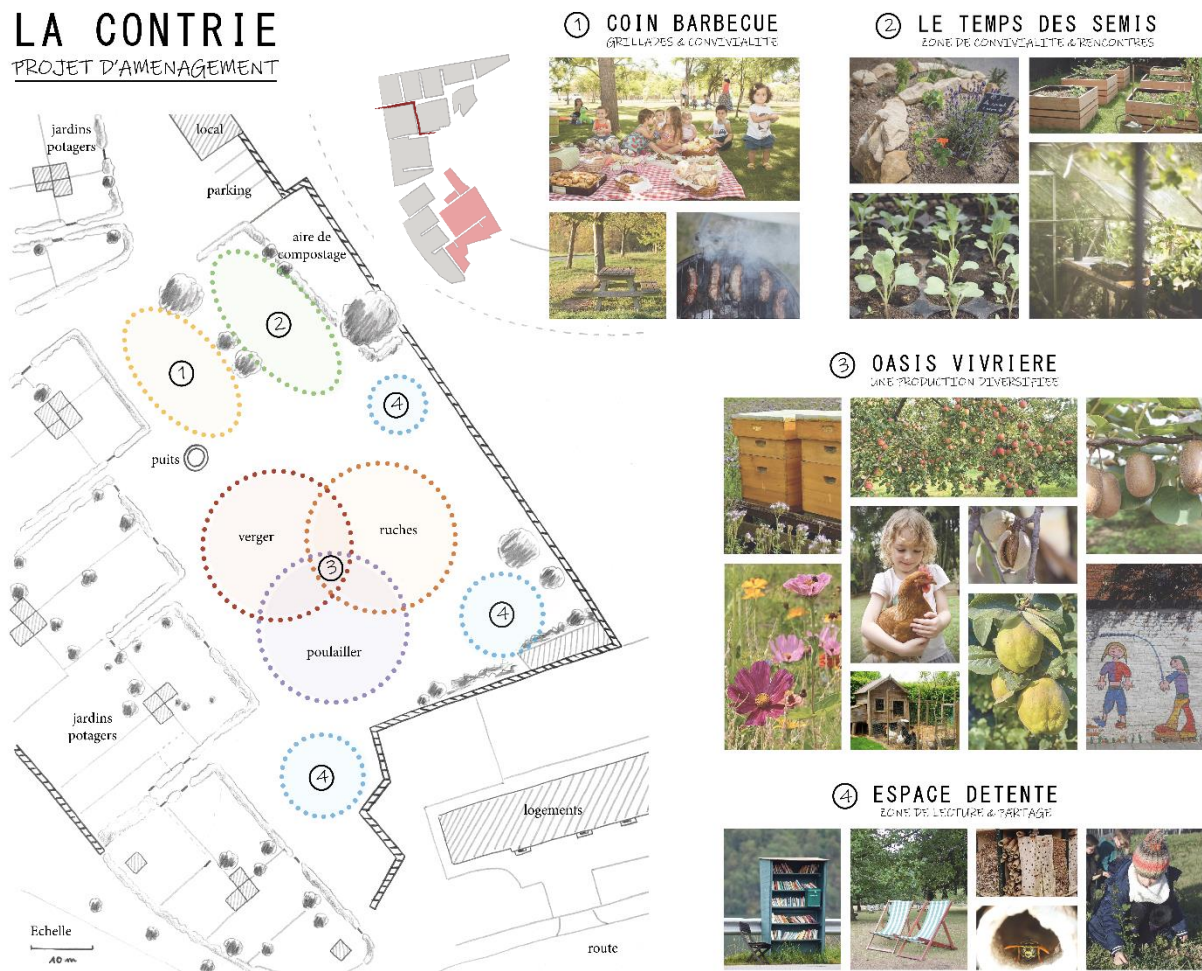 LA CONTRIE
PROJET D'AMENAGEMENT
jardins
potagers
local
parking
aire de
compostage
2
1
4
puits
verger
ruches
3
4
poulailler
jardins
potagers
4
logements
Echelle
10 m
route
1 COIN BARBECUE
GRILLADES & CONVIVIALITE
2 LE TEMPS DES SEMIS
ZONE DE CONVIVIALITE & RENCONTRES
3 OASIS VIVRIERE
UNE PRODUCTION DIVERSIFIEE
4 ESPACE DETENTE
ZONE DE LECTURE & PARTAGE